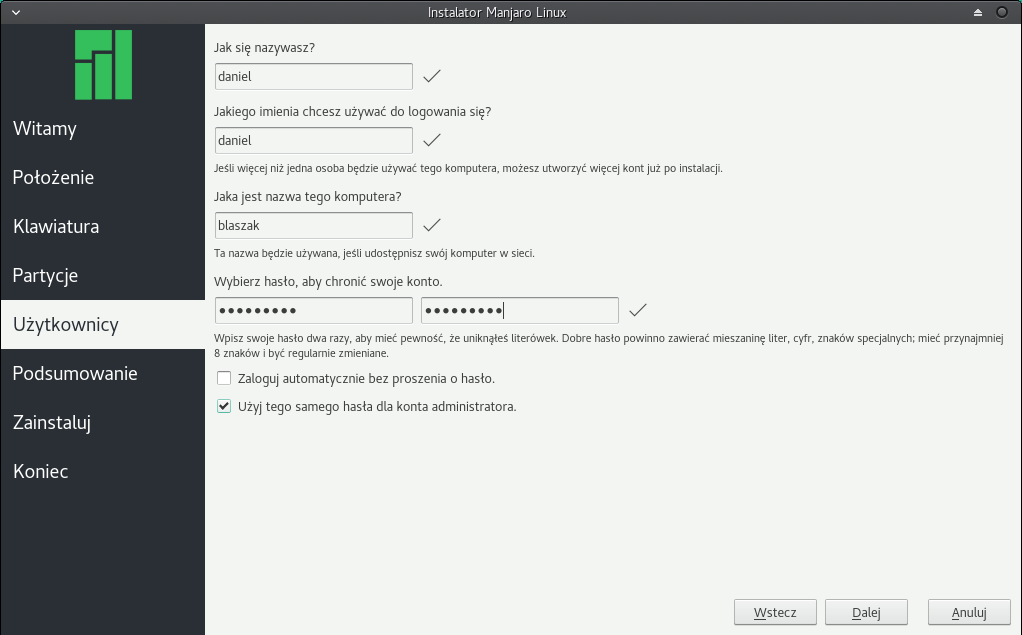 Instalator Manjaro Linux
Witamy
Położenie
Klawiatura
Partycje
Użytkownicy
Podsumowanie
Zainstaluj
Koniec
Jak się nazywasz?
daniel
Jakiego imienia chcesz używać do logowania się?
daniel
Jeśli więcej niż jedna osoba będzie używać tego komputera, możesz utworzyć więcej kont już po instalacji.
Jaka jest nazwa tego komputera?
blaszak
Ta nazwa będzie używana, jeśli udostępnisz swój komputer w sieci.
Wybierz hasło, aby chronić swoje konto.
●●●●●●●●● ●●●●●●●●●
Wpisz swoje hasło dwa razy, aby mieć pewność, że uniknąłeś literówek. Dobre hasło powinno zawierać mieszaninę liter, cyfr, znaków specjalnych; mieć przynajmniej
8 znaków i być regularnie zmieniane.
Zaloguj automatycznie bez proszenia o hasło.
Użyj tego samego hasła dla konta administratora.
Wstecz Dalej Anuluj